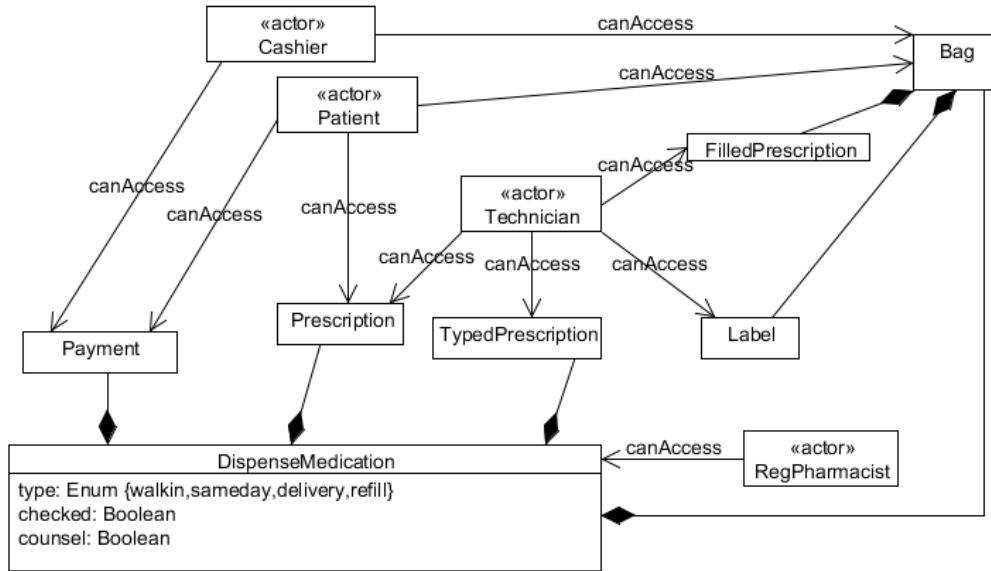 «actor»
Cashier
canAccess
Bag
canAccess
«actor»
Patient
FilledPrescription
canAccess
canAccess
canAccess
canAccess
«actor»
Technician
canAccess
canAccess
canAccess
Prescription
TypedPrescription
Label
Payment
DispenseMedication
type: Enum {walkin,sameday,delivery,refill}
checked: Boolean
counsel: Boolean
canAccess
«actor»
RegPharmacist